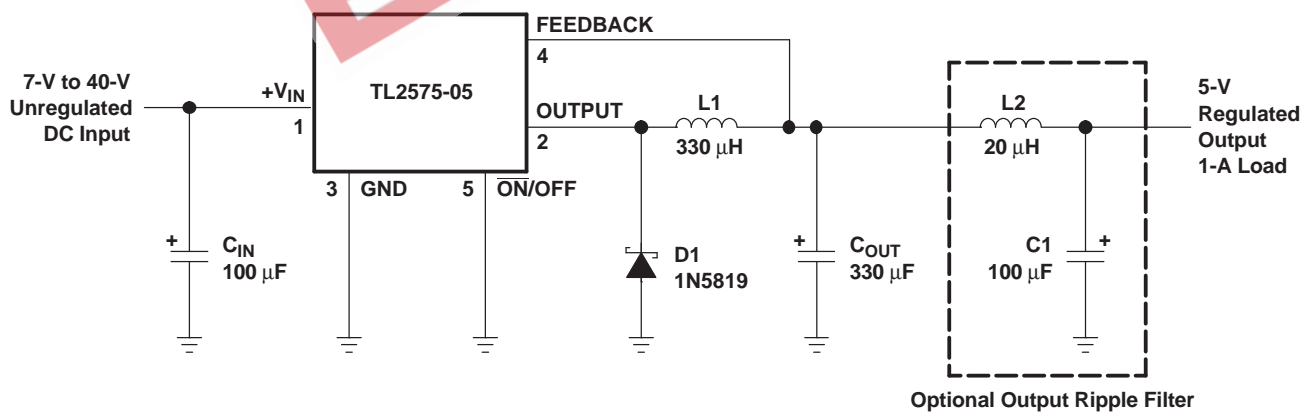 FEEDBACK
4
7-V to 40-V
Unregulated
DC Input
+VIN
1
TL2575-05
OUTPUT
2
L1
330 μH
L2
20 μH
5-V
Regulated
Output
1-A Load
3 GND
5 ON/OFF
+
CIN
100 μF
D1
1N5819
+
COUT
330 μF
C1
100 μF
+
Optional Output Ripple Filter